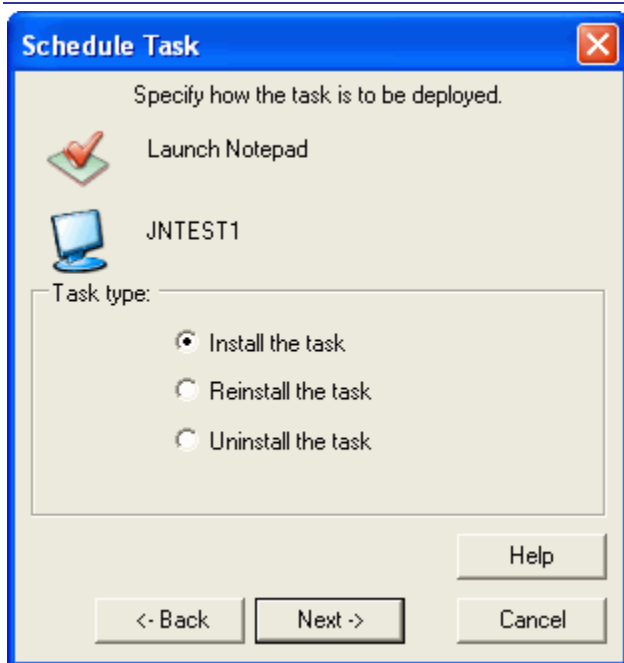 Schedule Task
Specify how the task is to be deployed.
Launch Notepad
JNTEST1
Task type:
Install the task
Reinstall the task
Uninstall the task
Help
<- Back
Next ->
Cancel